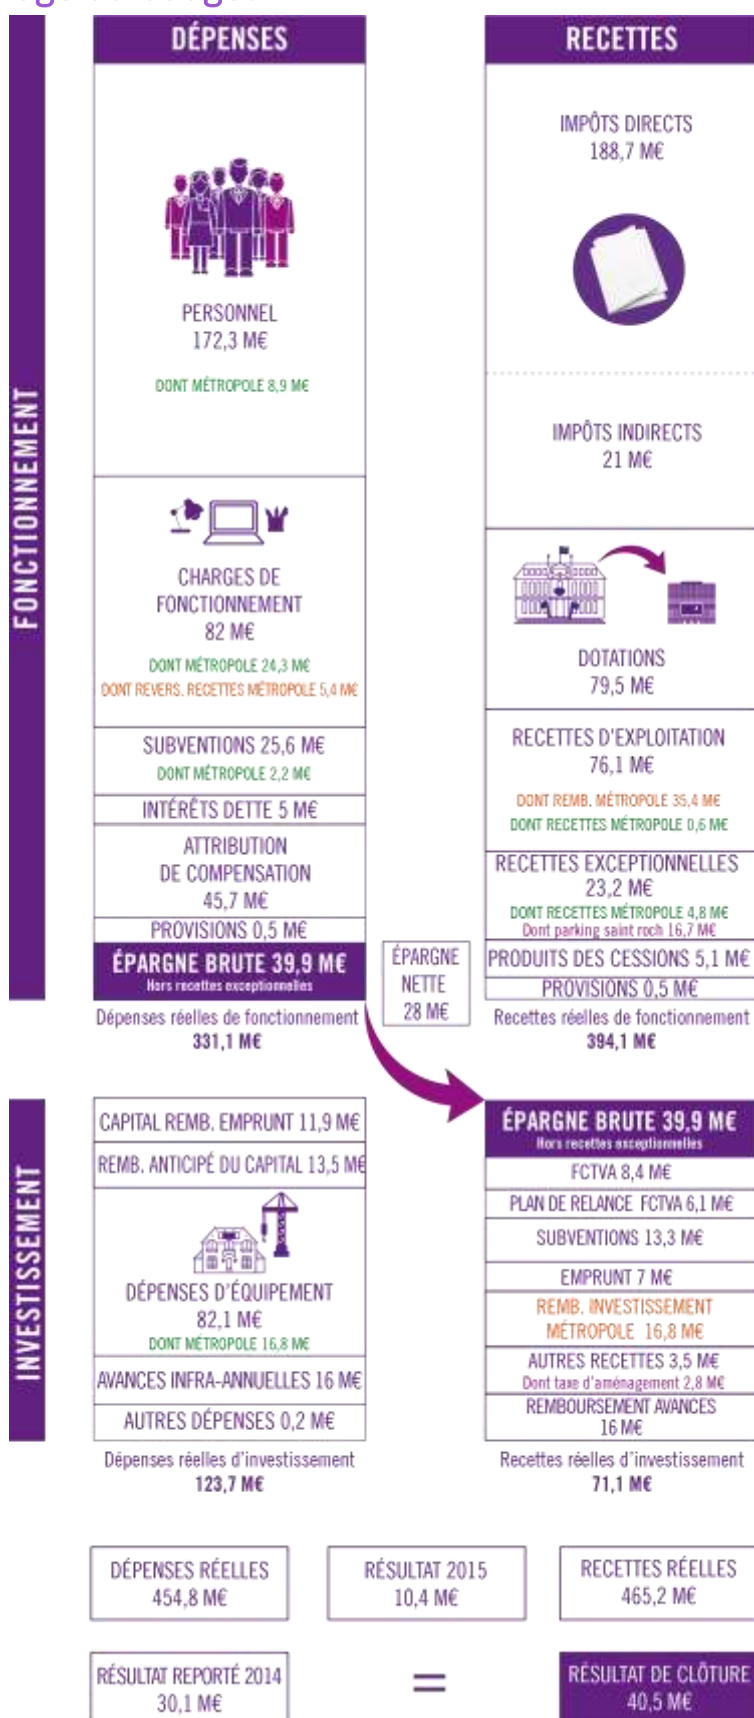 DÉPENSES
RECETTES
FONCTIONNEMENT
PERSONNEL
172,3 M€
DONT MÉTROPOLE 8,9 M€
CHARGES DE
FONCTIONNEMENT
82 M€
DONT MÉTROPOLE 24,3 M€
DONT REVERS. RECETTES MÉTROPOLE 5,4 M€
SUBVENTIONS 25,6 M€
DONT MÉTROPOLE 2,2 M€
INTÉRÊTS DETTE 5 M€
ATTRIBUTION
DE COMPENSATION
45,7 M€
PROVISIONS 0,5 M€
ÉPARGNE BRUTE 39,9 M€
Hors recettes exceptionnelles
Dépenses réelles de fonctionnement
331,1 M€
ÉPARGNE
NETTE
28 M€
IMPÔTS DIRECTS
188,7 M€
IMPÔTS INDIRECTS
21 M€
DOTATIONS
79,5 M€
RECETTES D'EXPLOITATION
76,1 M€
DONT REMB. MÉTROPOLE 35,4 M€
DONT RECETTES MÉTROPOLE 0,6 M€
RECETTES EXCEPTIONNELLES
23,2 M€
DONT RECETTES MÉTROPOLE 4,8 M€
Dont parking saint roch 16,7 M€
PRODUITS DES CESSIONS 5,1 M€
PROVISIONS 0,5 M€
Recettes réelles de fonctionnement
394,1 M€
INVESTISSEMENT
CAPITAL REMB. EMPRUNT 11,9 M€
REMB. ANTICIPÉ DU CAPITAL 13,5 M€
DÉPENSES D'ÉQUIPEMENT
82,1 M€
DONT MÉTROPOLE 16,8 M€
AVANCES INFRA-ANNUELLES 16 M€
AUTRES DÉPENSES 0,2 M€
Dépenses réelles d'investissement
123,7 M€
ÉPARGNE BRUTE 39,9 M€
Hors recettes exceptionnelles
FCTVA 8,4 M€
PLAN DE RELANCE FCTVA 6,1 M€
SUBVENTIONS 13,3 M€
EMPRUNT 7 M€
REMB. INVESTISSEMENT
MÉTROPOLE 16,8 M€
AUTRES RECETTES 3,5 M€
Dont taxe d'aménagement 2,8 M€
REMBOURSEMENT AVANCES
16 M€
Recettes réelles d'investissement
71,1 M€
DÉPENSES RÉELLES
454,8 M€
RÉSULTAT 2015
10,4 M€
RECETTES RÉELLES
465,2 M€
RÉSULTAT REPORTÉ 2014
30,1 M€
=
RÉSULTAT DE CLÔTURE
40,5 M€